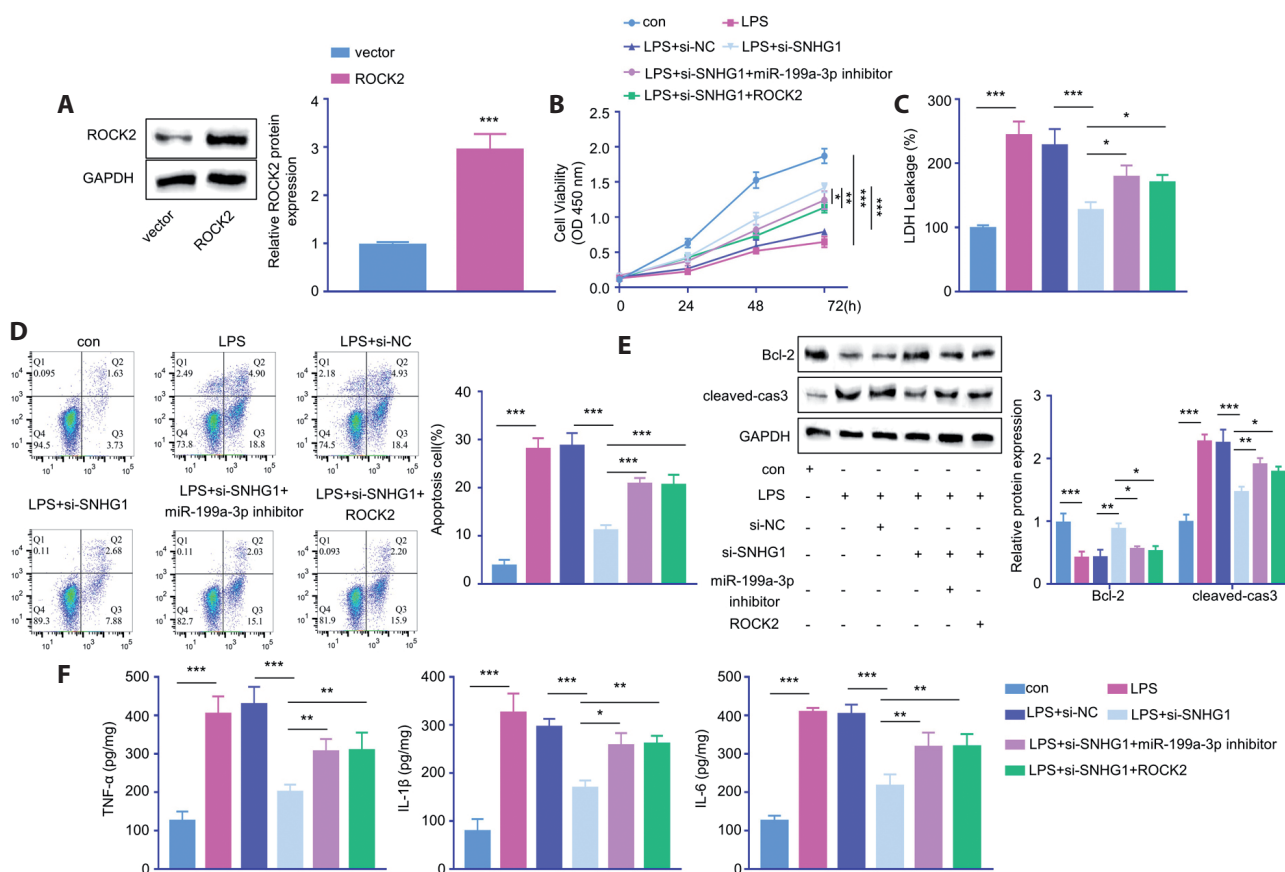 vector
ROCK2
A
ROCK2
GAPDH
vector
ROCK2
Relative ROCK2 protein
expression
4
3
2
1
0
***
con
LPS
LPS+si-NC
LPS+si-SNHG1
LPS+si-SNHG1+miR-199a-3p inhibitor
LPS+si-SNHG1+ROCK2
B
Cell Viability
(OD 450 nm)
2.5
2.0
1.5
1.0
0.5
0.0
0
24
48
72(h)
*
**
***
***
C
LDH Leakage (%)
300
200
100
0
***
***
*
*
D
con
Q1
0.095
Q2
1.63
Q4
94.5
Q3
3.73
LPS
Q1
2.49
Q2
4.90
Q4
73.8
Q3
18.8
LPS+si-NC
Q1
2.18
Q2
4.93
Q4
74.5
Q3
18.4
LPS+si-SNHG1
Q1
0.11
Q2
2.68
Q4
89.3
Q3
7.88
LPS+si-SNHG1+
miR-199a-3p inhibitor
Q1
0.11
Q2
2.03
Q4
82.7
Q3
15.1
LPS+si-SNHG1+
ROCK2
Q1
0.093
Q2
2.20
Q4
81.9
Q3
15.9
Apoptosis cell(%)
40
30
20
10
0
***
***
***
***
E
Bcl-2
cleaved-cas3
GAPDH
con + - - - - -
LPS - + + + + +
si-NC - - + - - -
si-SNHG1 - - - + + +
miR-199a-3p
inhibitor - - - - + -
ROCK2 - - - - - +
Relative protein expression
4
3
2
1
0
***
**
*
*
***
***
**
*
Bcl-2
cleaved-cas3
F
TNF-α (pg/mg)
500
400
300
200
100
0
***
***
**
**
IL-1β (pg/mg)
400
300
200
100
0
***
***
*
**
IL-6 (pg/mg)
500
400
300
200
100
0
***
***
**
**
con
LPS
LPS+si-NC
LPS+si-SNHG1
LPS+si-SNHG1+miR-199a-3p inhibitor
LPS+si-SNHG1+ROCK2